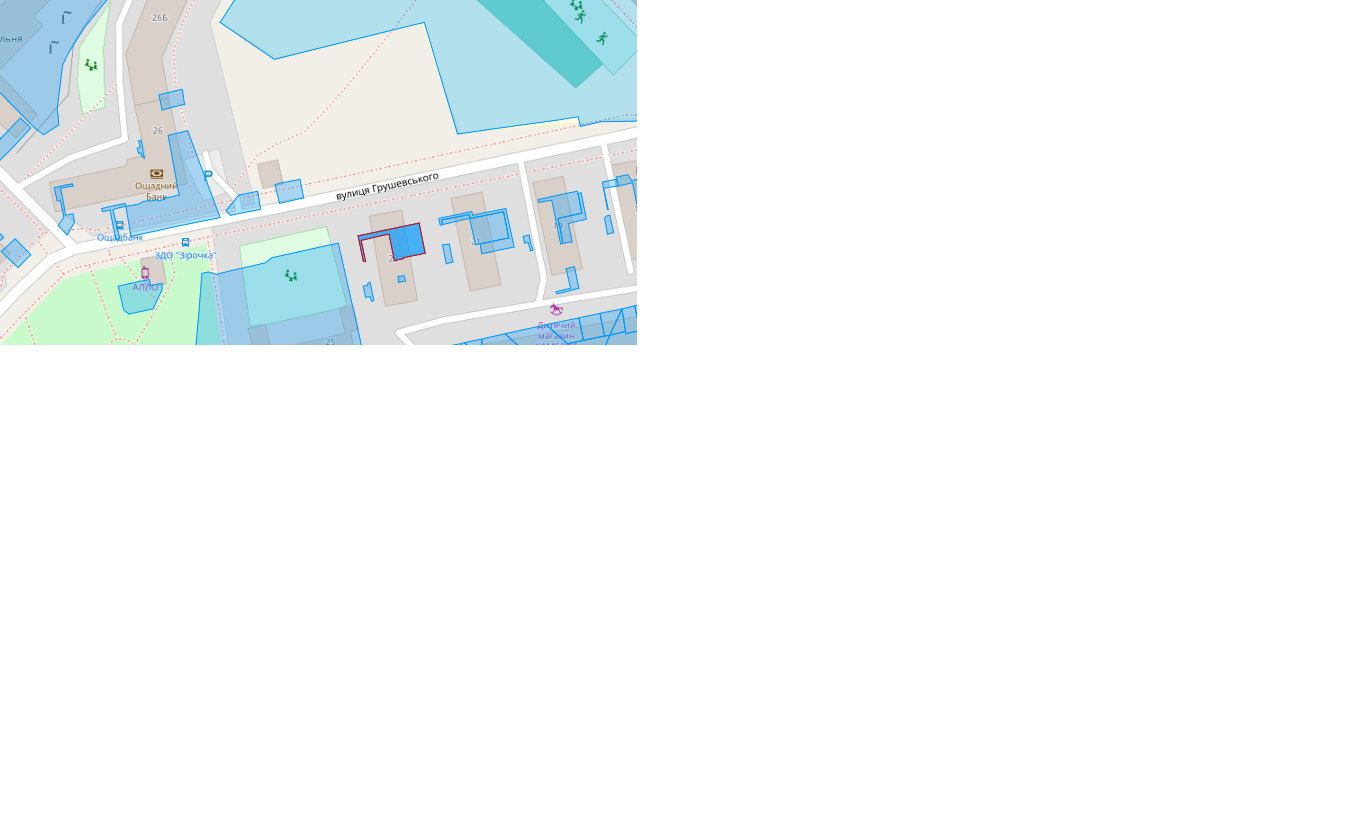 26Б
льня
26
Ощадний
Банк
вулиця Грушевського
Ощадбанк
ЗДО "Зірочка"
АЛЛО
25
Дитячий
магазин